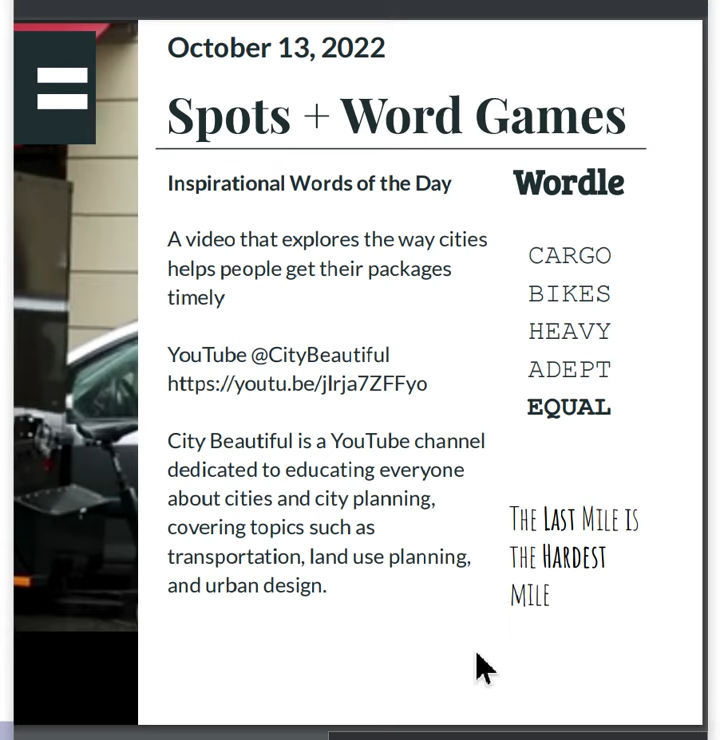 October 13, 2022
Spots + Word Games
Inspirational Words of the Day
A video that explores the way cities
helps people get their packages
timely
YouTube @CityBeautiful
https://youtu.be/jIrja7ZFFyo
City Beautiful is a YouTube channel
dedicated to educating everyone
about cities and city planning,
covering topics such as
transportation, land use planning,
and urban design.
Wordle
CARGO
BIKES
HEAVY
ADEPT
EQUAL
The Last Mile is
the Hardest
mile